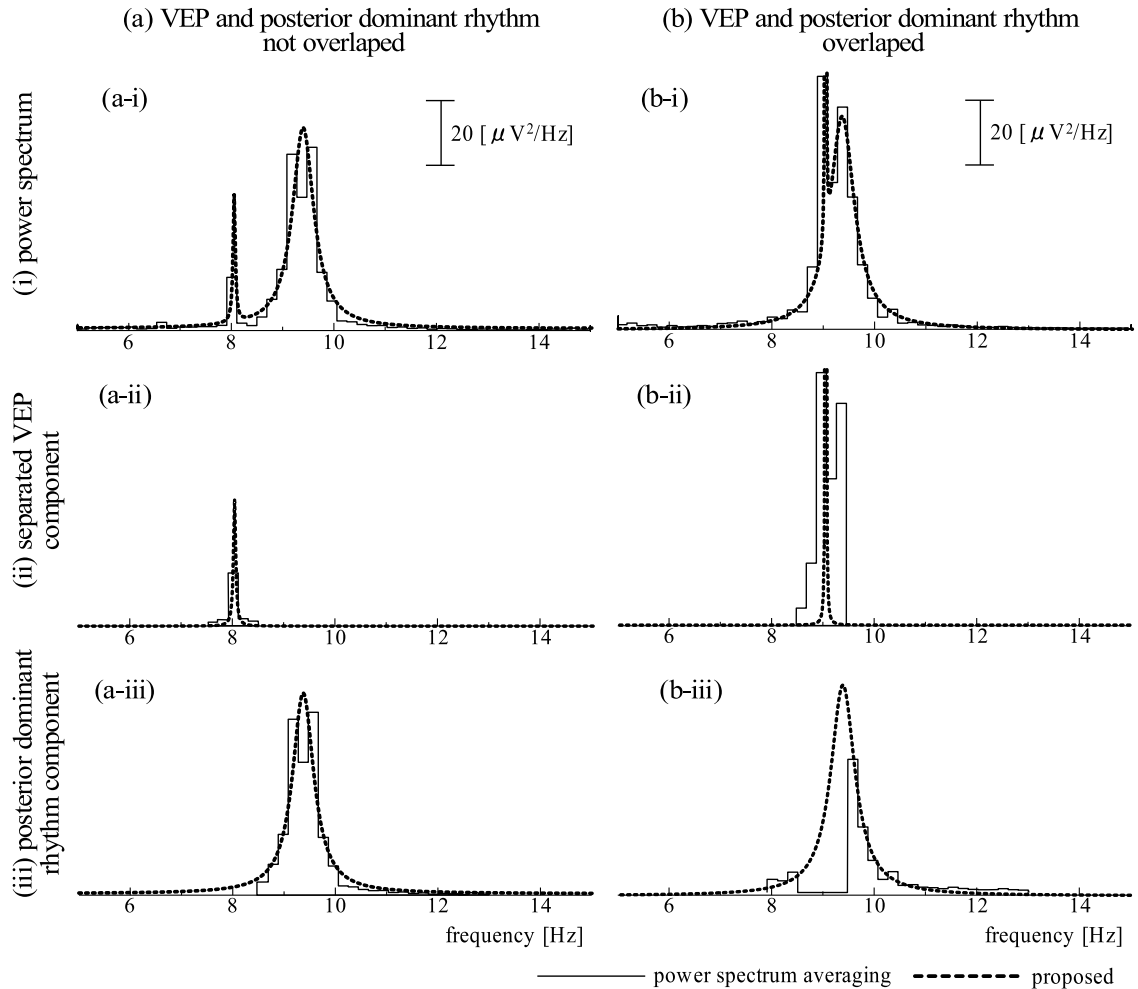 (a) VEP and posterior dominant rhythm
not overlaped
(b) VEP and posterior dominant rhythm
overlaped
(i) power spectrum
(a-i)
20 [μV²/Hz]
6 8 10 12 14
(b-i)
20 [μV²/Hz]
6 8 10 12 14
(ii) separated VEP
component
(a-ii)
6 8 10 12 14
(b-ii)
6 8 10 12 14
(iii) posterior dominant
rhythm component
(a-iii)
6 8 10 12 14
frequency [Hz]
(b-iii)
6 8 10 12 14
frequency [Hz]
power spectrum averaging
proposed